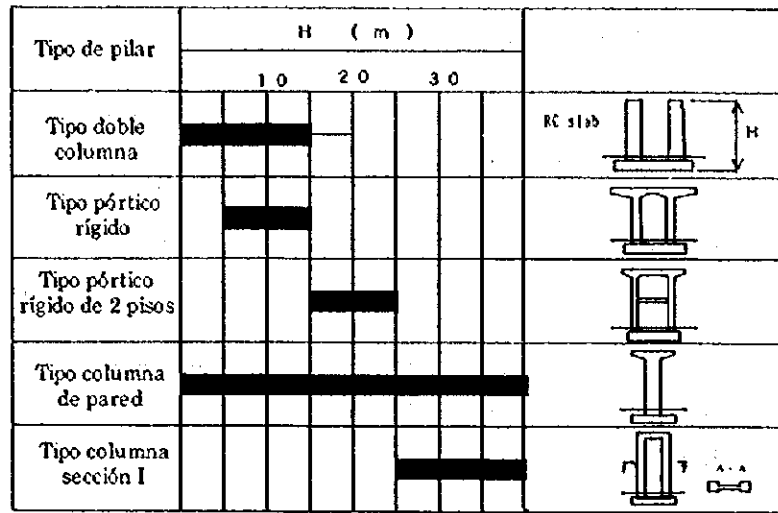 Tipo de pilar
H ( m )
10 20 30
Tipo doble
columna
RC slab
H
Tipo pórtico
rígido
Tipo pórtico
rígido de 2 pisos
Tipo columna
de pared
Tipo columna
sección I
A - A